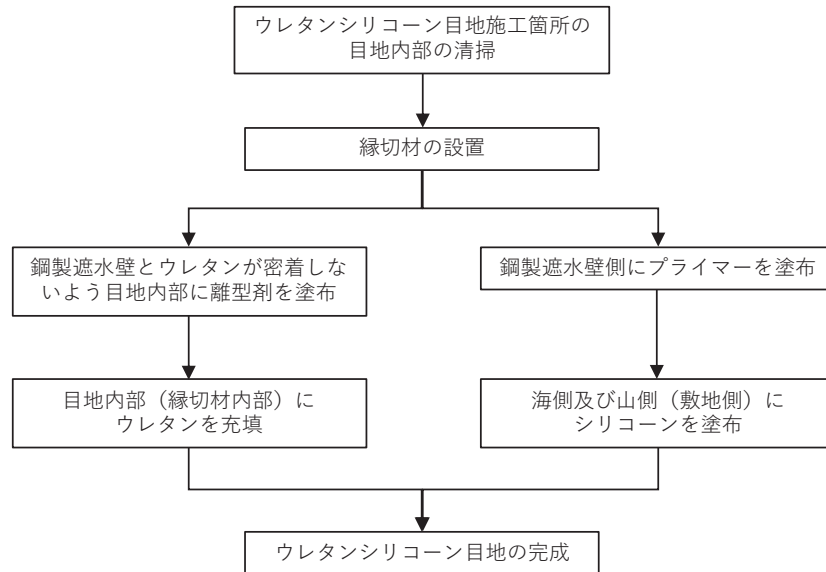 ウレタンシリコーン目地施工箇所の
目地内部の清掃
縁切材の設置
鋼製遮水壁とウレタンが密着しな
いよう目地内部に離型剤を塗布
鋼製遮水壁側にプライマーを塗布
目地内部（縁切材内部）に
ウレタンを充填
海側及び山側（敷地側）に
シリコーンを塗布
ウレタンシリコーン目地の完成